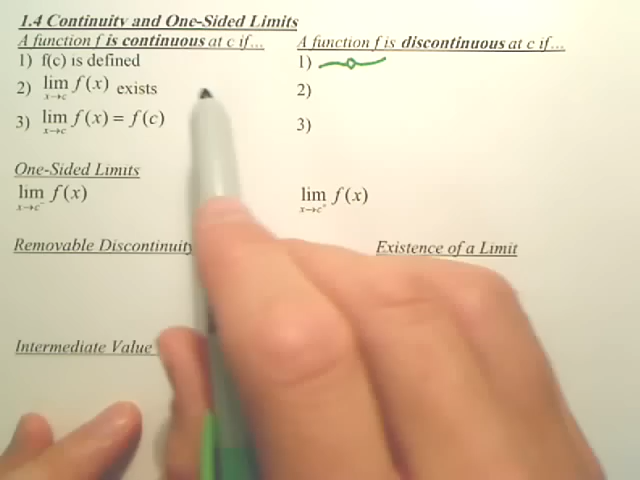 1.4 Continuity and One-Sided Limits
A function f is continuous at c if...
1) f(c) is defined
2) lim x→c f(x) exists
3) lim x→c f(x) = f(c)
A function f is discontinuous at c if...
1)
2)
3)
One-Sided Limits
lim x→c⁻ f(x)
lim x→c⁺ f(x)
Removable Discontinuity
Existence of a Limit
Intermediate Value